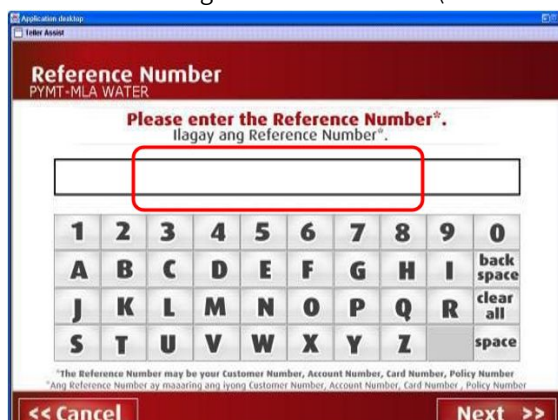 Application desktop
Teller Assist
Reference Number
PYMT-MLA WATER
Please enter the Reference Number*.
Ilagay ang Reference Number*.
1 2 3 4 5 6 7 8 9 0
A B C D E F G H I back space
J K L M N O P Q R clear all
S T U V W X Y Z space
*The Reference Number may be your Customer Number, Account Number, Card Number, Policy Number
*Ang Reference Number ay maaaring ang iyong Customer Number, Account Number, Card Number , Policy Number
<< Cancel
Next >>